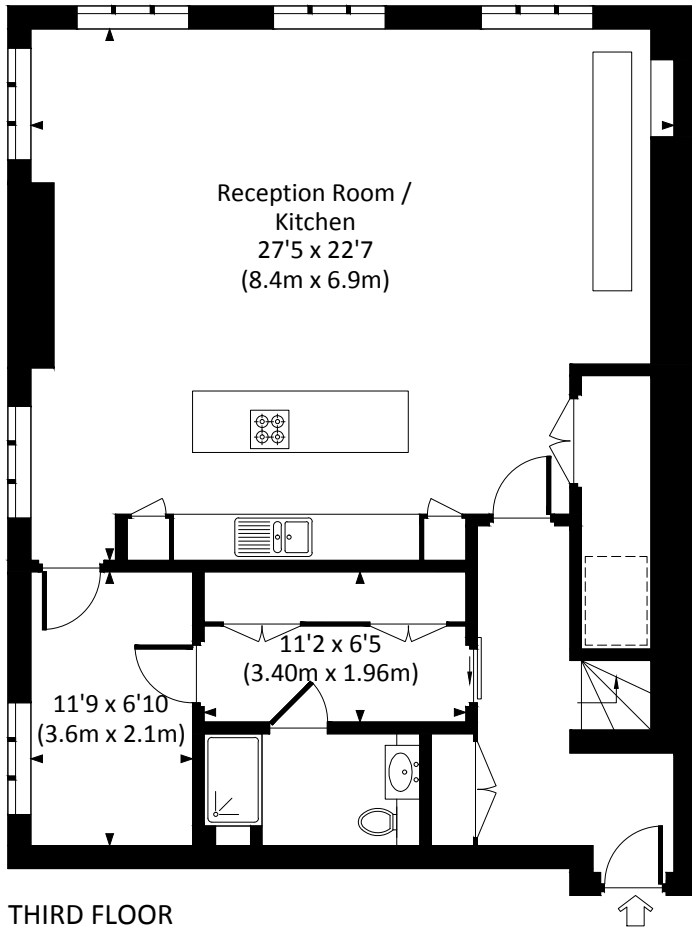 Reception Room /
Kitchen
27'5 x 22'7
(8.4m x 6.9m)
11'2 x 6'5
(3.40m x 1.96m)
11'9 x 6'10
(3.6m x 2.1m)
THIRD FLOOR